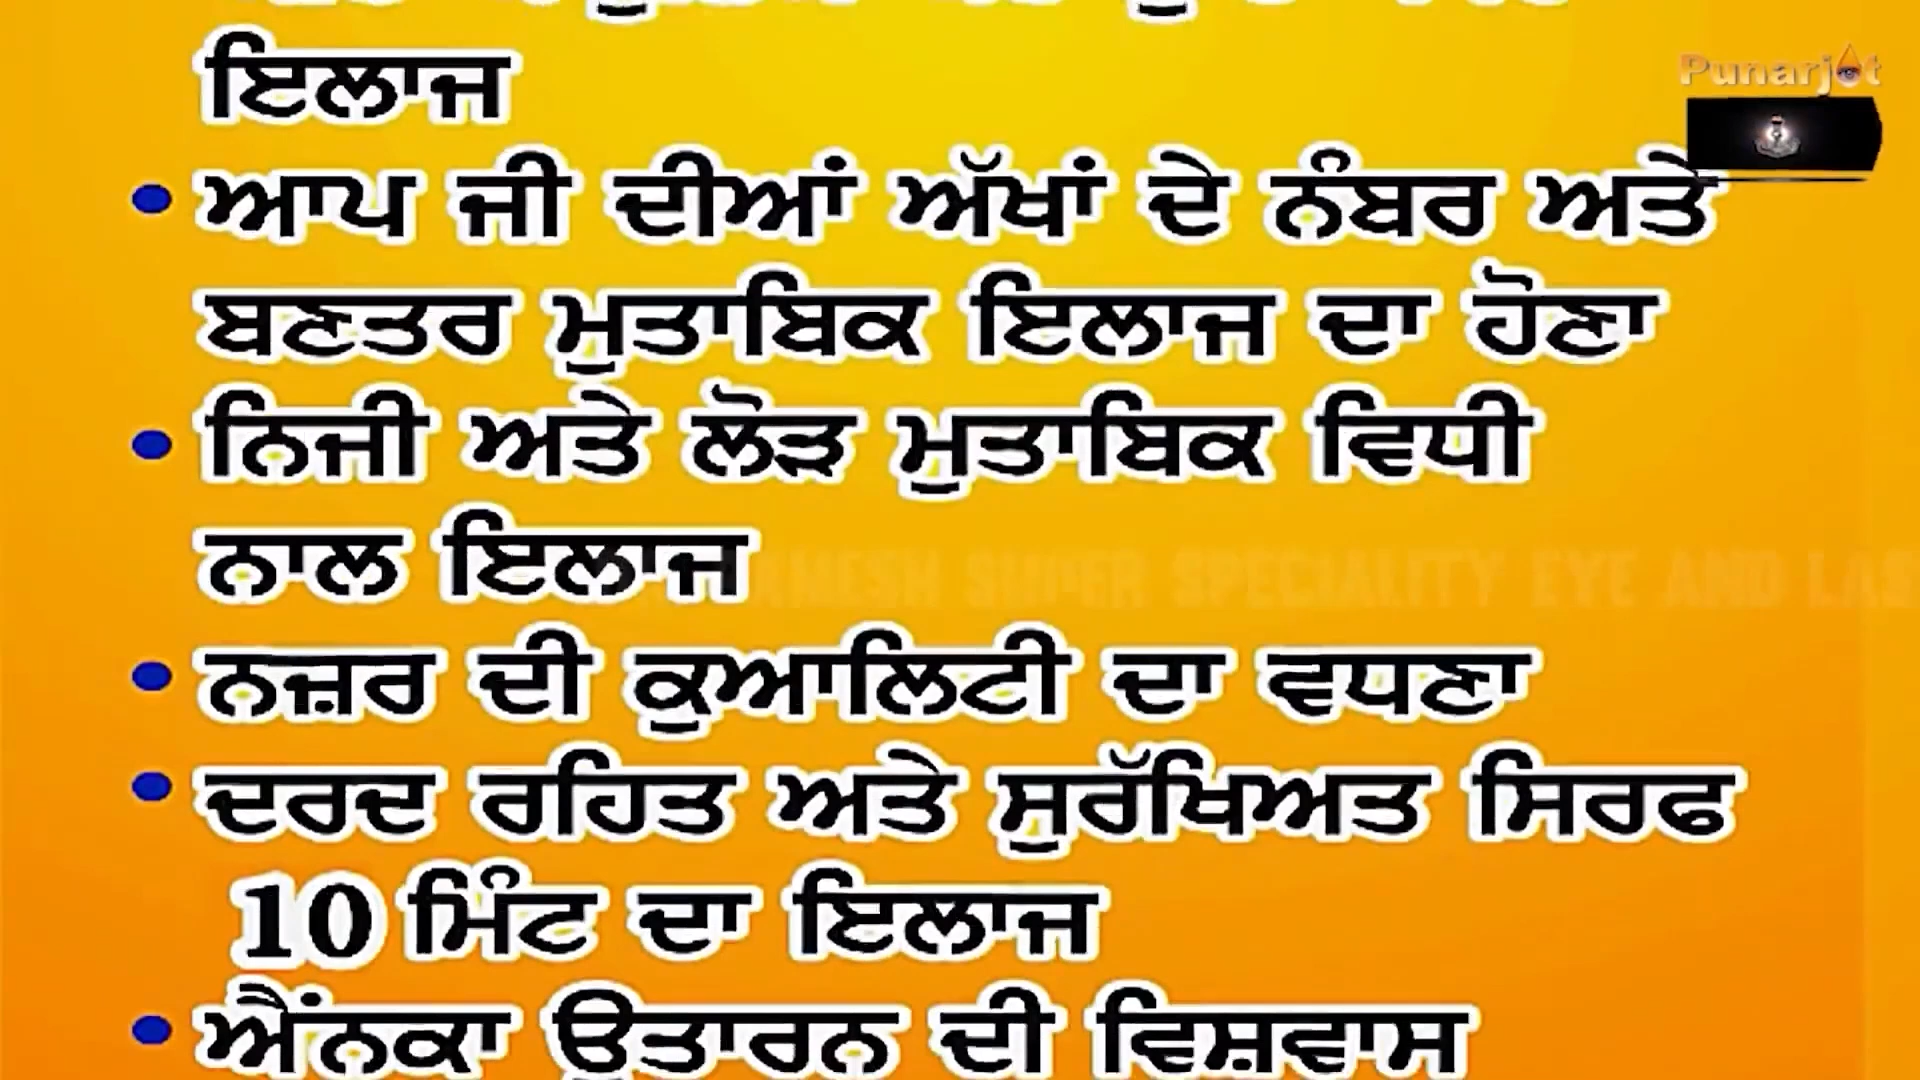 ਇਲਾਜ
Punarjot
• ਆਪ ਜੀ ਦੀਆਂ ਅੱਖਾਂ ਦੇ ਨੰਬਰ ਅਤੇ
ਬਣਤਰ ਮੁਤਾਬਿਕ ਇਲਾਜ ਦਾ ਹੋਣਾ
• ਨਿਜੀ ਅਤੇ ਲੋੜ ਮੁਤਾਬਿਕ ਵਿਧੀ
ਨਾਲ ਇਲਾਜ
SUPER SPECIALITY EYE AND
• ਨਜ਼ਰ ਦੀ ਕੁਆਲਿਟੀ ਦਾ ਵਧਣਾ
• ਦਰਦ ਰਹਿਤ ਅਤੇ ਸੁਰੱਖਿਅਤ ਸਿਰਫ
10 ਮਿੰਟ ਦਾ ਇਲਾਜ
• ਐਂਨਕਾ ਉਤਾਰਨ ਦੀ ਵਿਸ਼ਵਾਸ